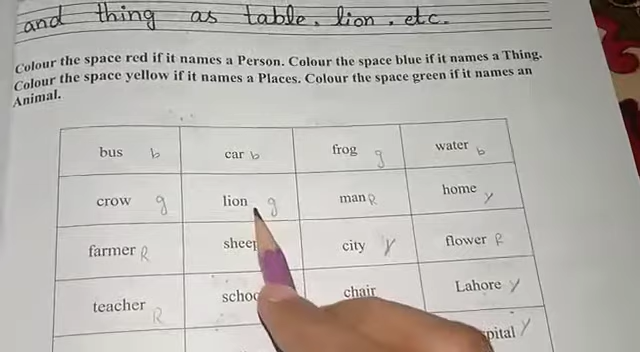 and thing as table, lion, etc.
Colour the space red if it names a Person. Colour the space blue if it names a Thing.
Colour the space yellow if it names a Places. Colour the space green if it names an
Animal.
bus b car b frog g water b
crow g lion g man R home y
farmer R city y flower R
teacher R chair Lahore y
y